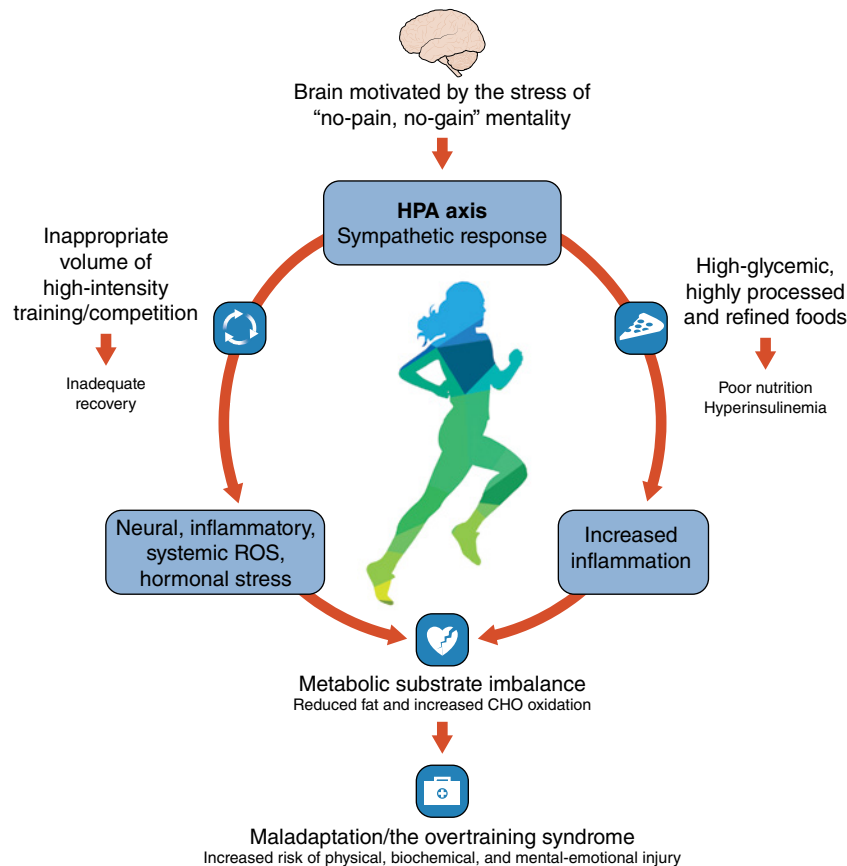 Brain motivated by the stress of
“no-pain, no-gain” mentality
HPA axis
Sympathetic response
Inappropriate
volume of
high-intensity
training/competition
Inadequate
recovery
High-glycemic,
highly processed
and refined foods
Poor nutrition
Hyperinsulinemia
Neural, inflammatory,
systemic ROS,
hormonal stress
Increased
inflammation
Metabolic substrate imbalance
Reduced fat and increased CHO oxidation
Maladaptation/the overtraining syndrome
Increased risk of physical, biochemical, and mental-emotional injury